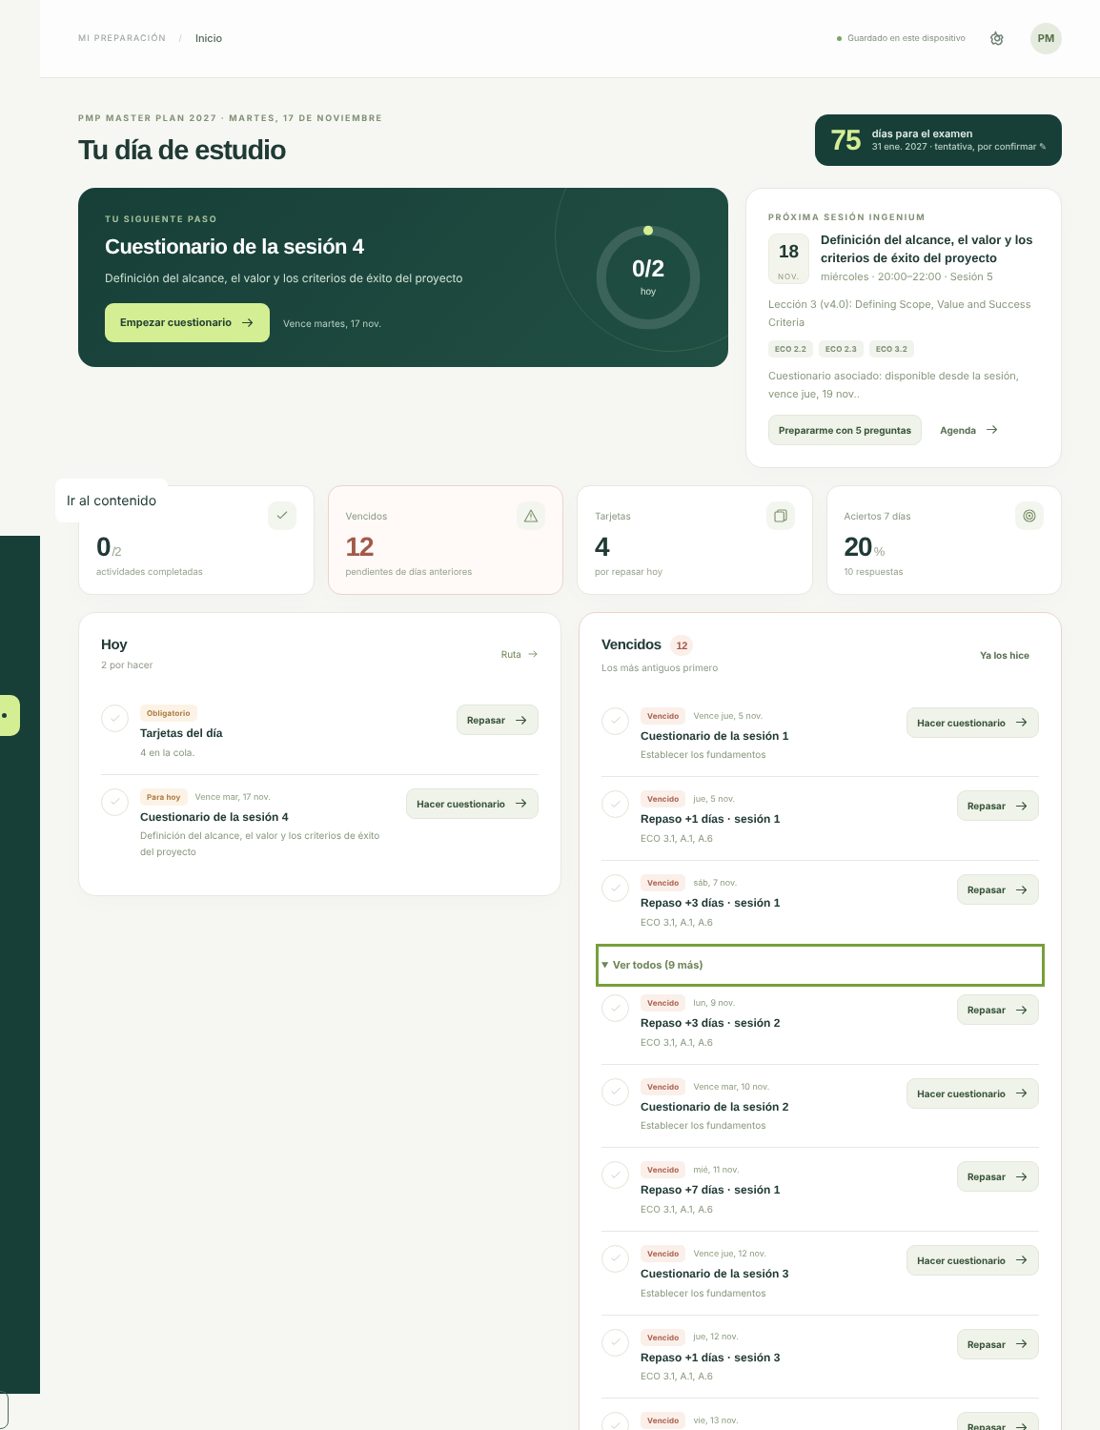 MI PREPARACIÓN / Inicio
Guardado en este dispositivo
PM
PMP MASTER PLAN 2027 · MARTES, 17 DE NOVIEMBRE
Tu día de estudio
75
días para el examen
31 ene. 2027 · tentativa, por confirmar ✎
TU SIGUIENTE PASO
Cuestionario de la sesión 4
Definición del alcance, el valor y los criterios de éxito del proyecto
Empezar cuestionario →
Vence martes, 17 nov.
0/2
hoy
PRÓXIMA SESIÓN INGENIUM
18
NOV.
Definición del alcance, el valor y los
criterios de éxito del proyecto
miércoles · 20:00–22:00 · Sesión 5
Lección 3 (v4.0): Defining Scope, Value and Success
Criteria
ECO 2.2 ECO 2.3 ECO 3.2
Cuestionario asociado: disponible desde la sesión,
vence jue, 19 nov..
Prepararme con 5 preguntas
Agenda →
Ir al contenido
0/2
actividades completadas
Vencidos
12
pendientes de días anteriores
Tarjetas
4
por repasar hoy
Aciertos 7 días
20%
10 respuestas
Hoy
2 por hacer
Ruta →
Obligatorio
Tarjetas del día
4 en la cola.
Repasar →
Para hoy Vence mar, 17 nov.
Cuestionario de la sesión 4
Definición del alcance, el valor y los criterios de éxito
del proyecto
Hacer cuestionario →
Vencidos 12
Los más antiguos primero
Ya los hice
Vencido Vence jue, 5 nov.
Cuestionario de la sesión 1
Establecer los fundamentos
Hacer cuestionario →
Vencido jue, 5 nov.
Repaso +1 días · sesión 1
ECO 3.1, A.1, A.6
Repasar →
Vencido sáb, 7 nov.
Repaso +3 días · sesión 1
ECO 3.1, A.1, A.6
Repasar →
▼ Ver todos (9 más)
Vencido lun, 9 nov.
Repaso +3 días · sesión 2
ECO 3.1, A.1, A.6
Repasar →
Vencido Vence mar, 10 nov.
Cuestionario de la sesión 2
Establecer los fundamentos
Hacer cuestionario →
Vencido mié, 11 nov.
Repaso +7 días · sesión 1
ECO 3.1, A.1, A.6
Repasar →
Vencido Vence jue, 12 nov.
Cuestionario de la sesión 3
Establecer los fundamentos
Hacer cuestionario →
Vencido jue, 12 nov.
Repaso +1 días · sesión 3
ECO 3.1, A.1, A.6
Repasar →
Vencido vie, 13 nov.
Repasar →